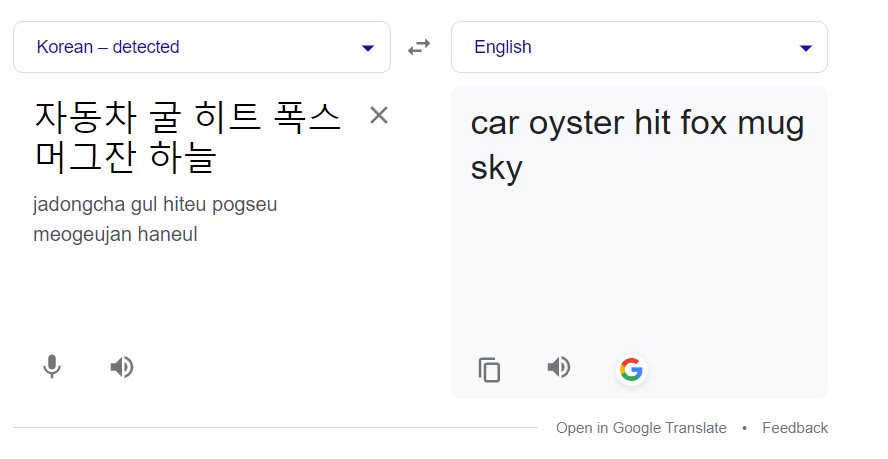 Korean – detected
English
자동차 굴 히트 폭스
머그잔 하늘
jadongcha gul hiteu pogseu
meogeujan haneul
car oyster hit fox mug
sky
Open in Google Translate • Feedback